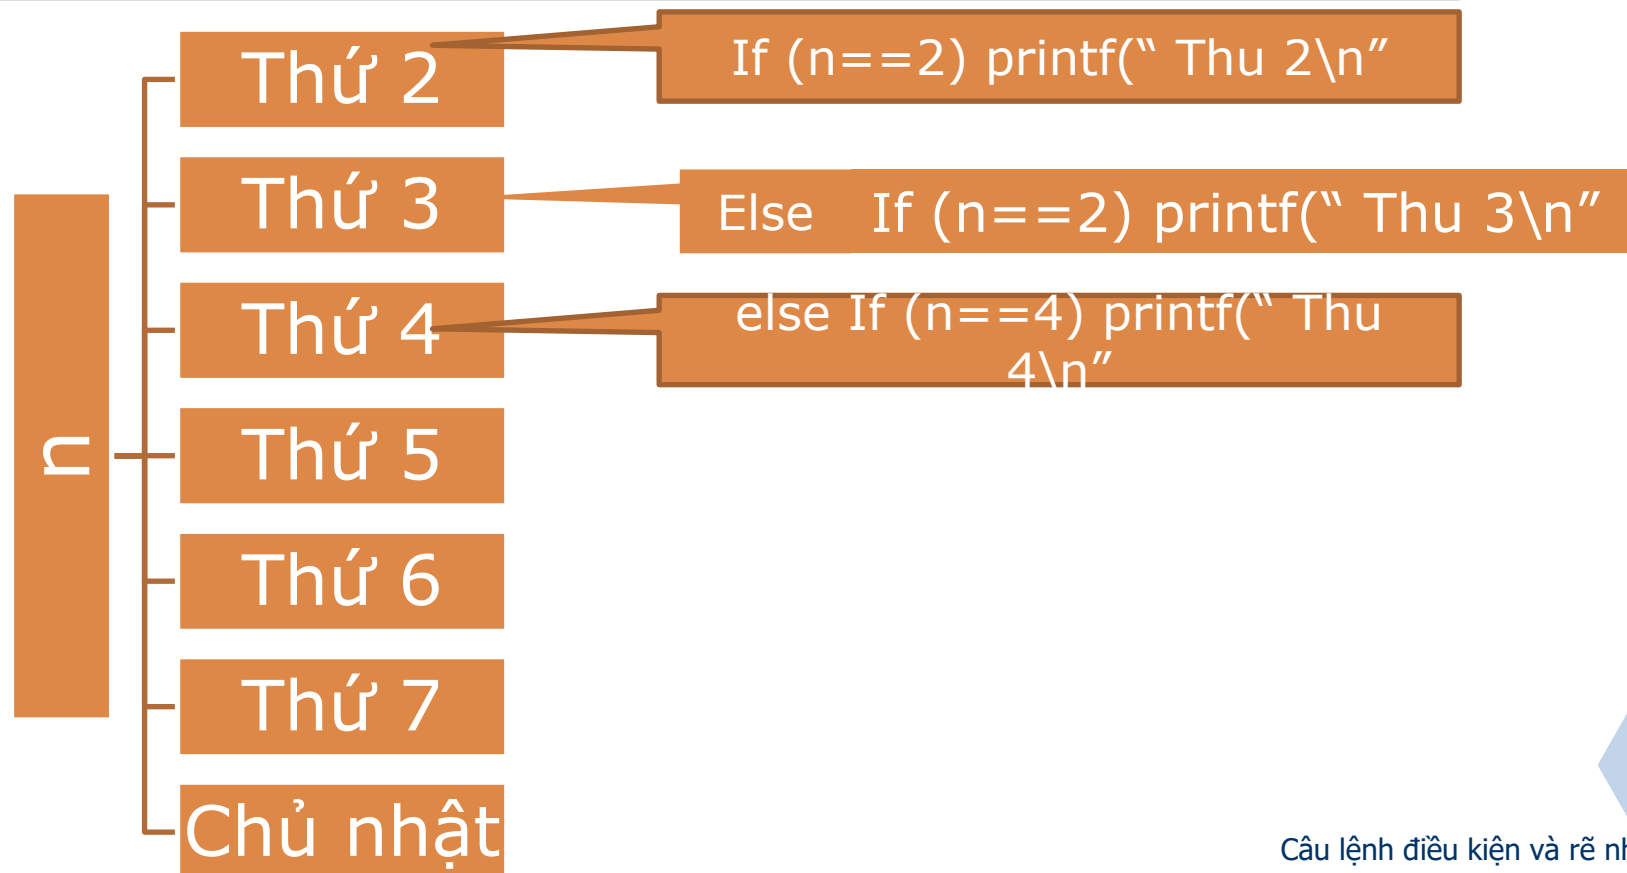 n
Thứ 2
If (n==2) printf(“ Thu 2\n”
Thứ 3
Else If (n==2) printf(“ Thu 3\n”
Thứ 4
else If (n==4) printf(“ Thu
4\n”
Thứ 5
Thứ 6
Thứ 7
Chủ nhật
Câu lệnh điều kiện và rẽ